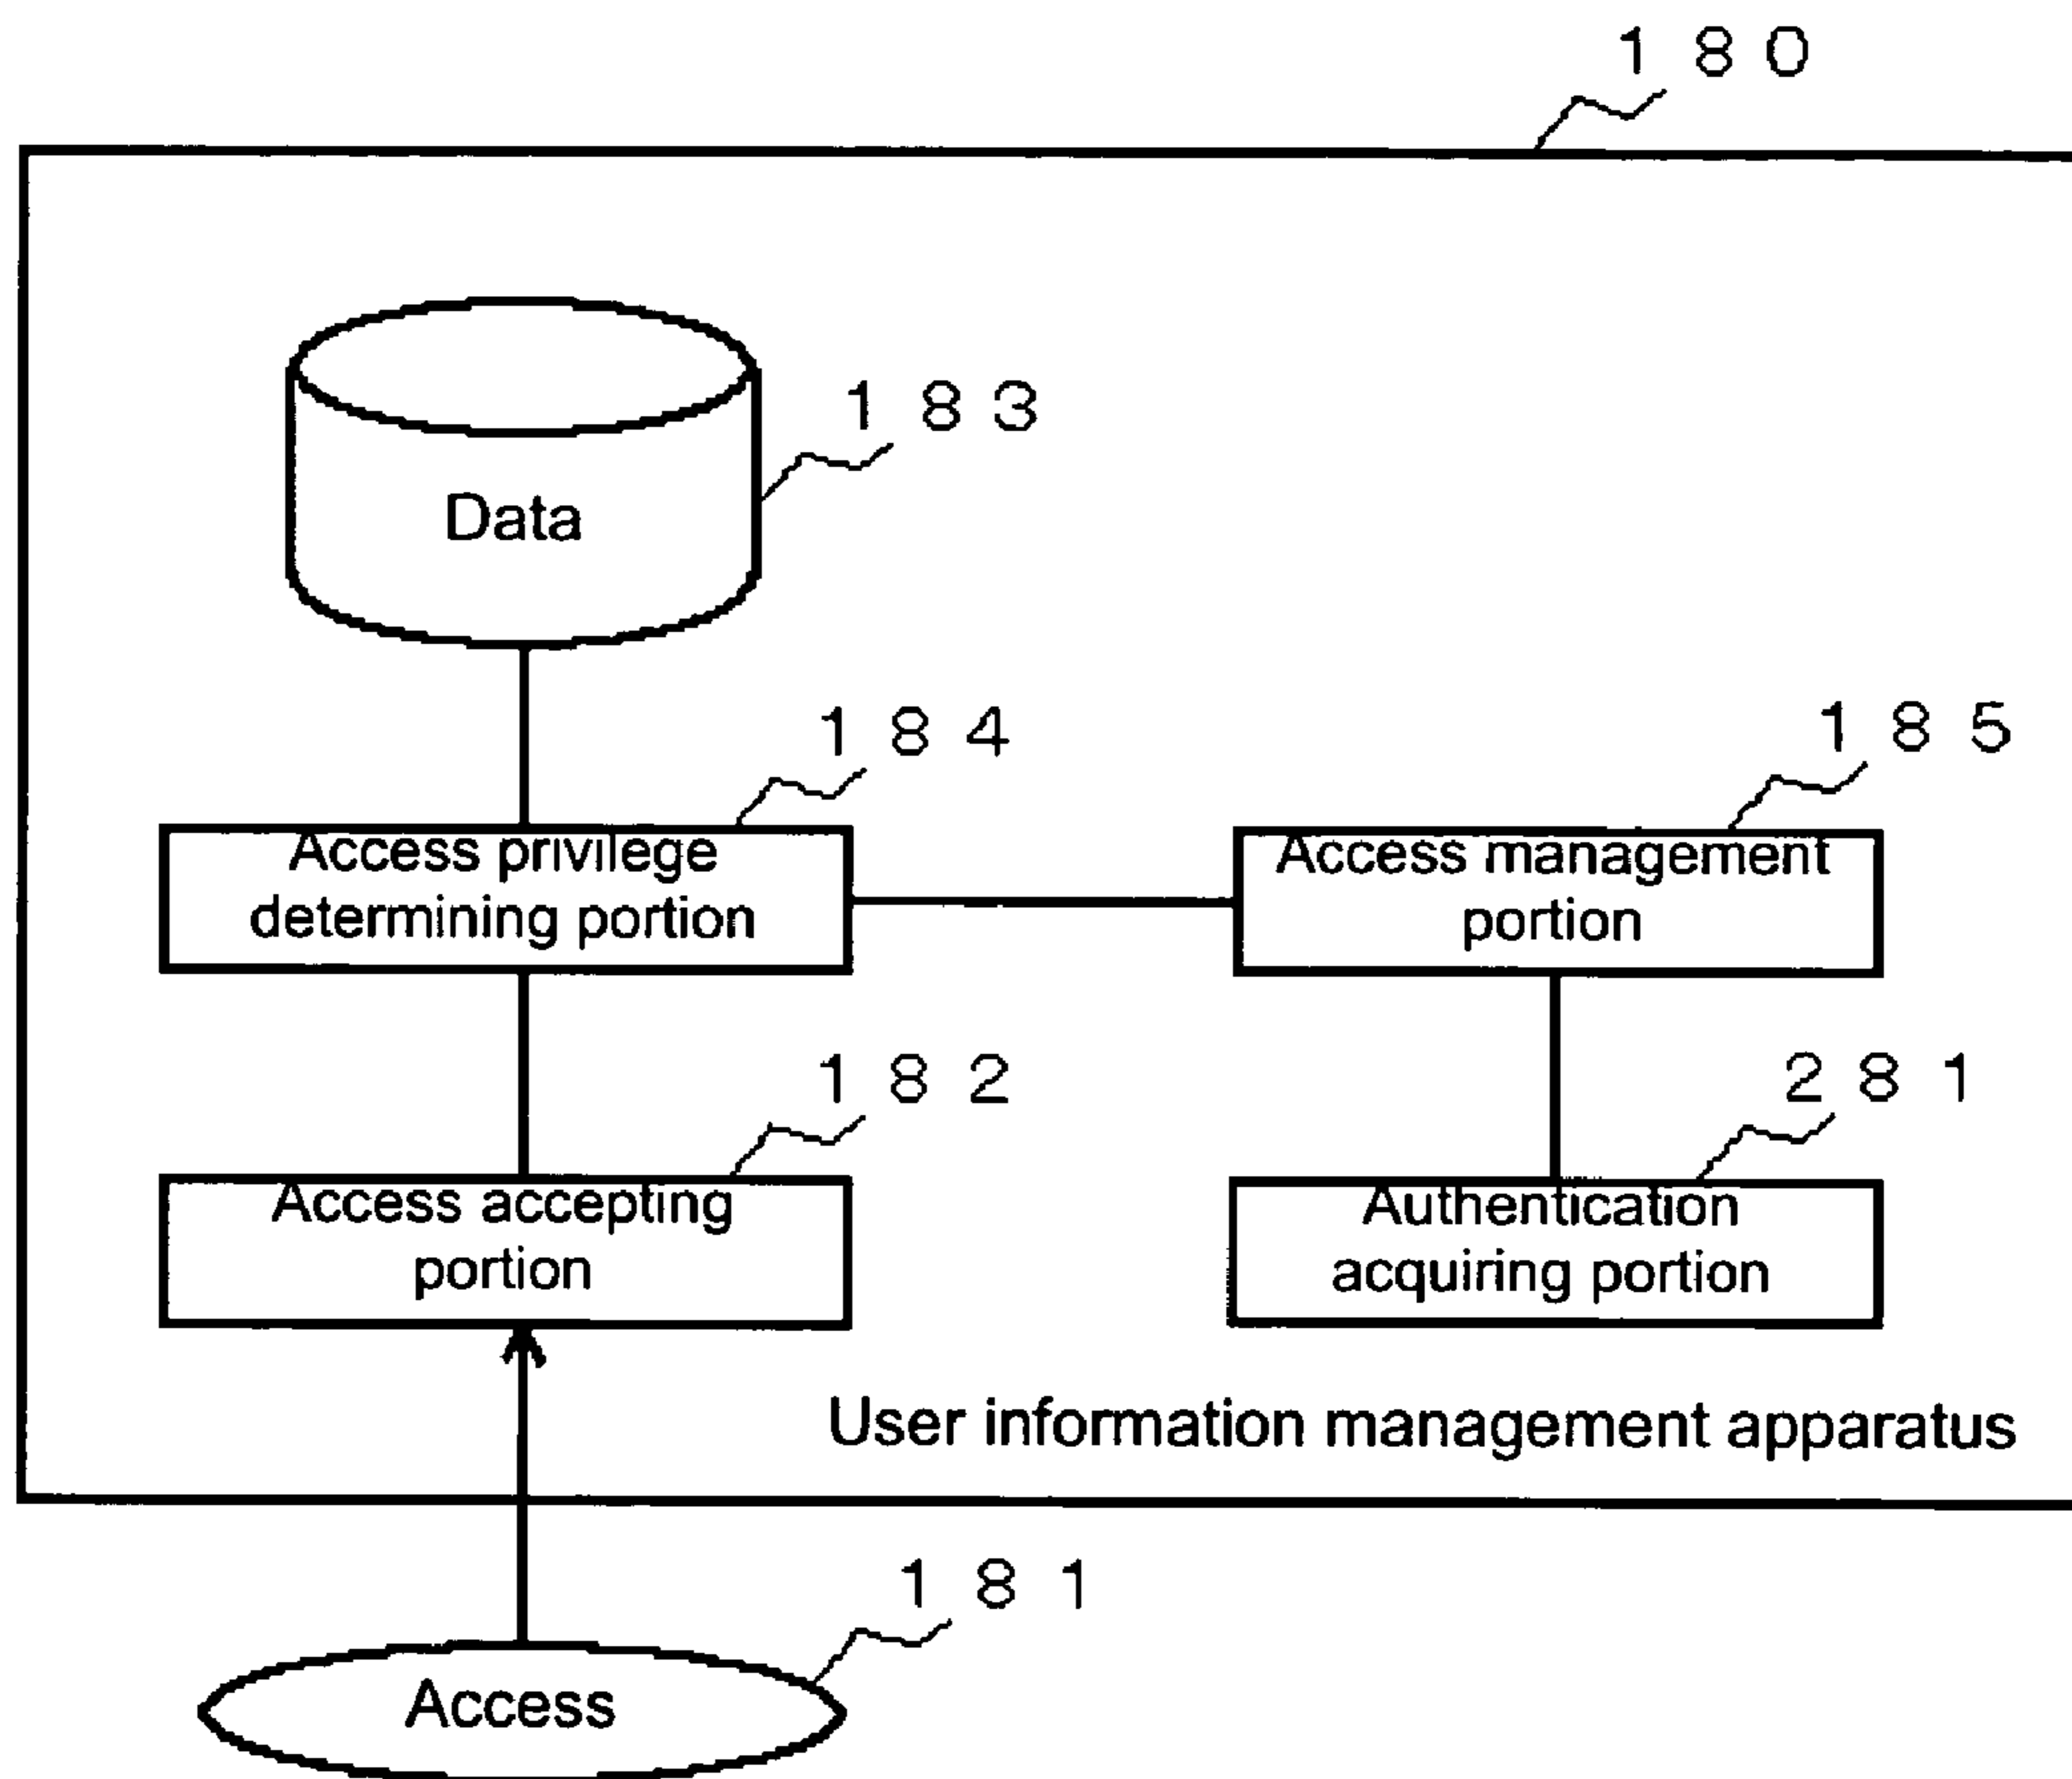 180
183
Data
184
185
Access privilege
determining portion
Access management
portion
182
281
Access accepting
portion
Authentication
acquiring portion
User information management apparatus
181
Access